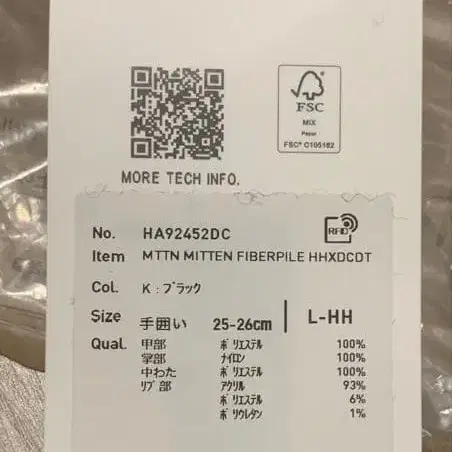 FSC
MIX
Paper
FSC® C105162
MORE TECH INFO.
No. HA92452DC
RFID
Item MTTN MITTEN FIBERPILE HHXDCDT
Col. K:ブラック
Size 手囲い 25-26cm L-HH
Qual. 甲部 ポリエステル 100%
掌部 ナイロン 100%
中わた ポリエステル 100%
リブ部 アクリル 93%
ポリエステル 6%
ポリウレタン 1%